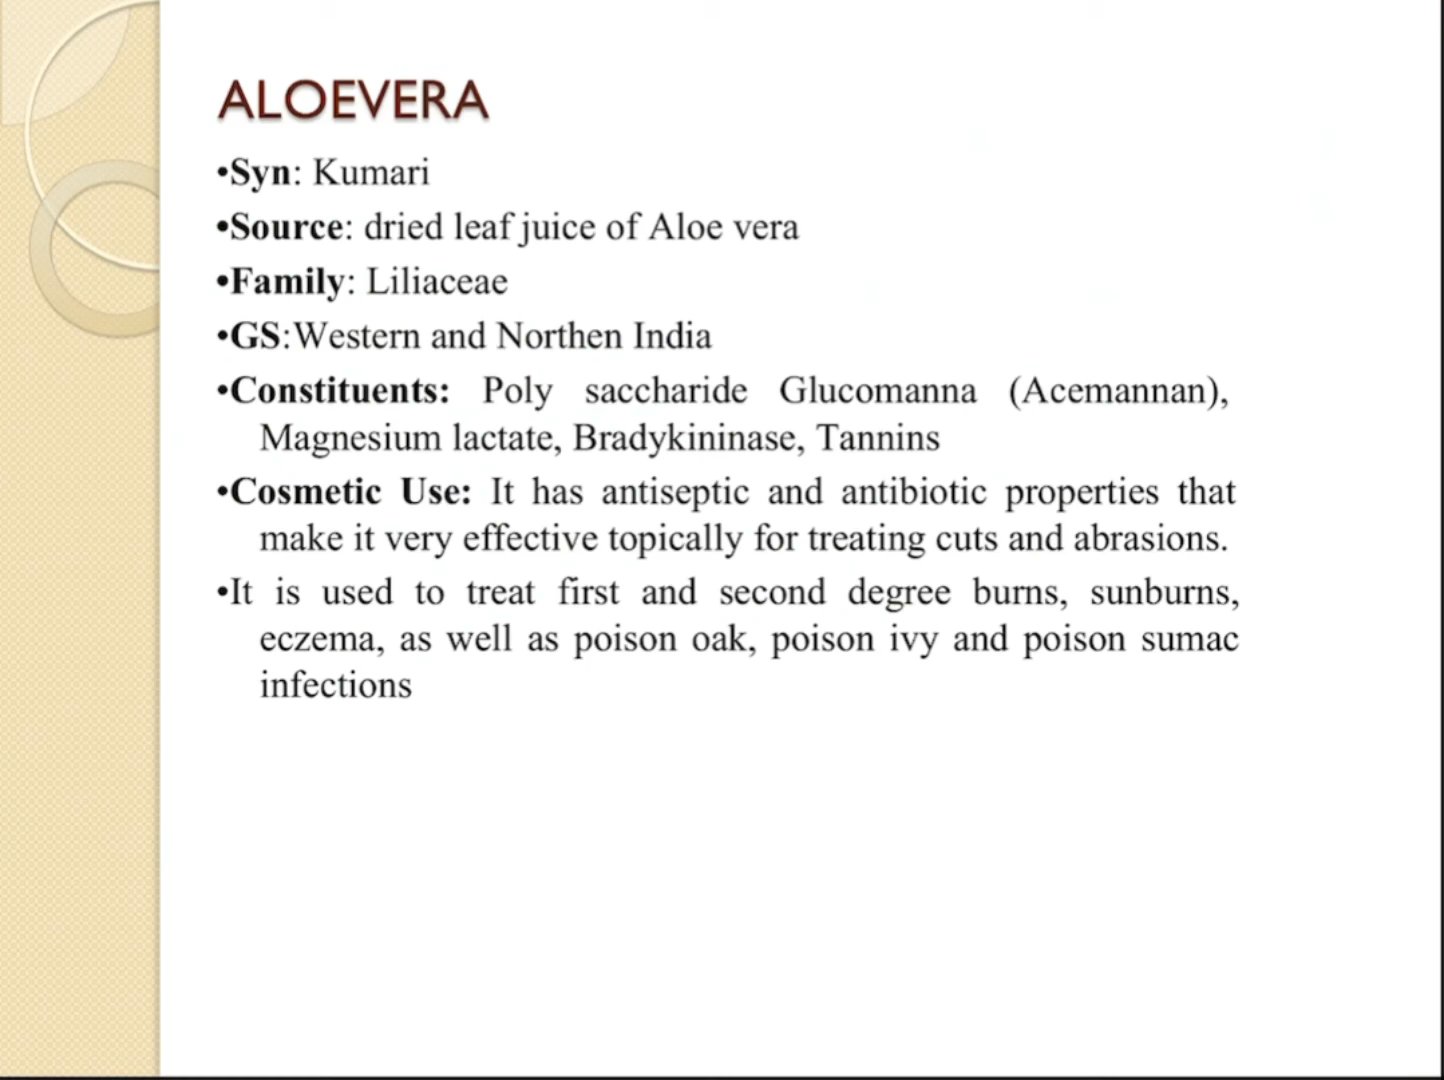 ALOEVERA
•Syn: Kumari
•Source: dried leaf juice of Aloe vera
•Family: Liliaceae
•GS:Western and Northen India
•Constituents: Poly saccharide Glucomanna (Acemannan),
Magnesium lactate, Bradykininase, Tannins
•Cosmetic Use: It has antiseptic and antibiotic properties that
make it very effective topically for treating cuts and abrasions.
•It is used to treat first and second degree burns, sunburns,
eczema, as well as poison oak, poison ivy and poison sumac
infections